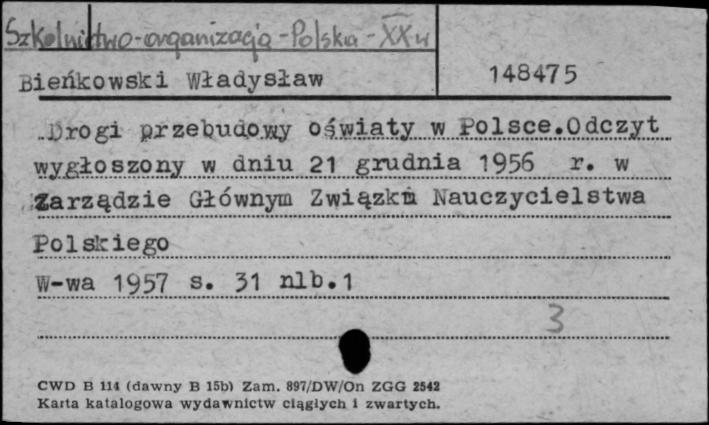 Szkolnictwo-organizacja-Polska-XXw
Bieńkowski Władysław
148475
Drogi przebudowy oświaty w Polsce.Odczyt
wygłoszony w dniu 21 grudnia 1956 r. w
Zarządzie Głównym Związku Nauczycielstwa
Polskiego
W-wa 1957 s. 31 nlb.1
3
CWD B 114 (dawny B 15b) Zam. 897/DW/On ZGG 2542
Karta katalogowa wydawnictw ciągłych i zwartych.